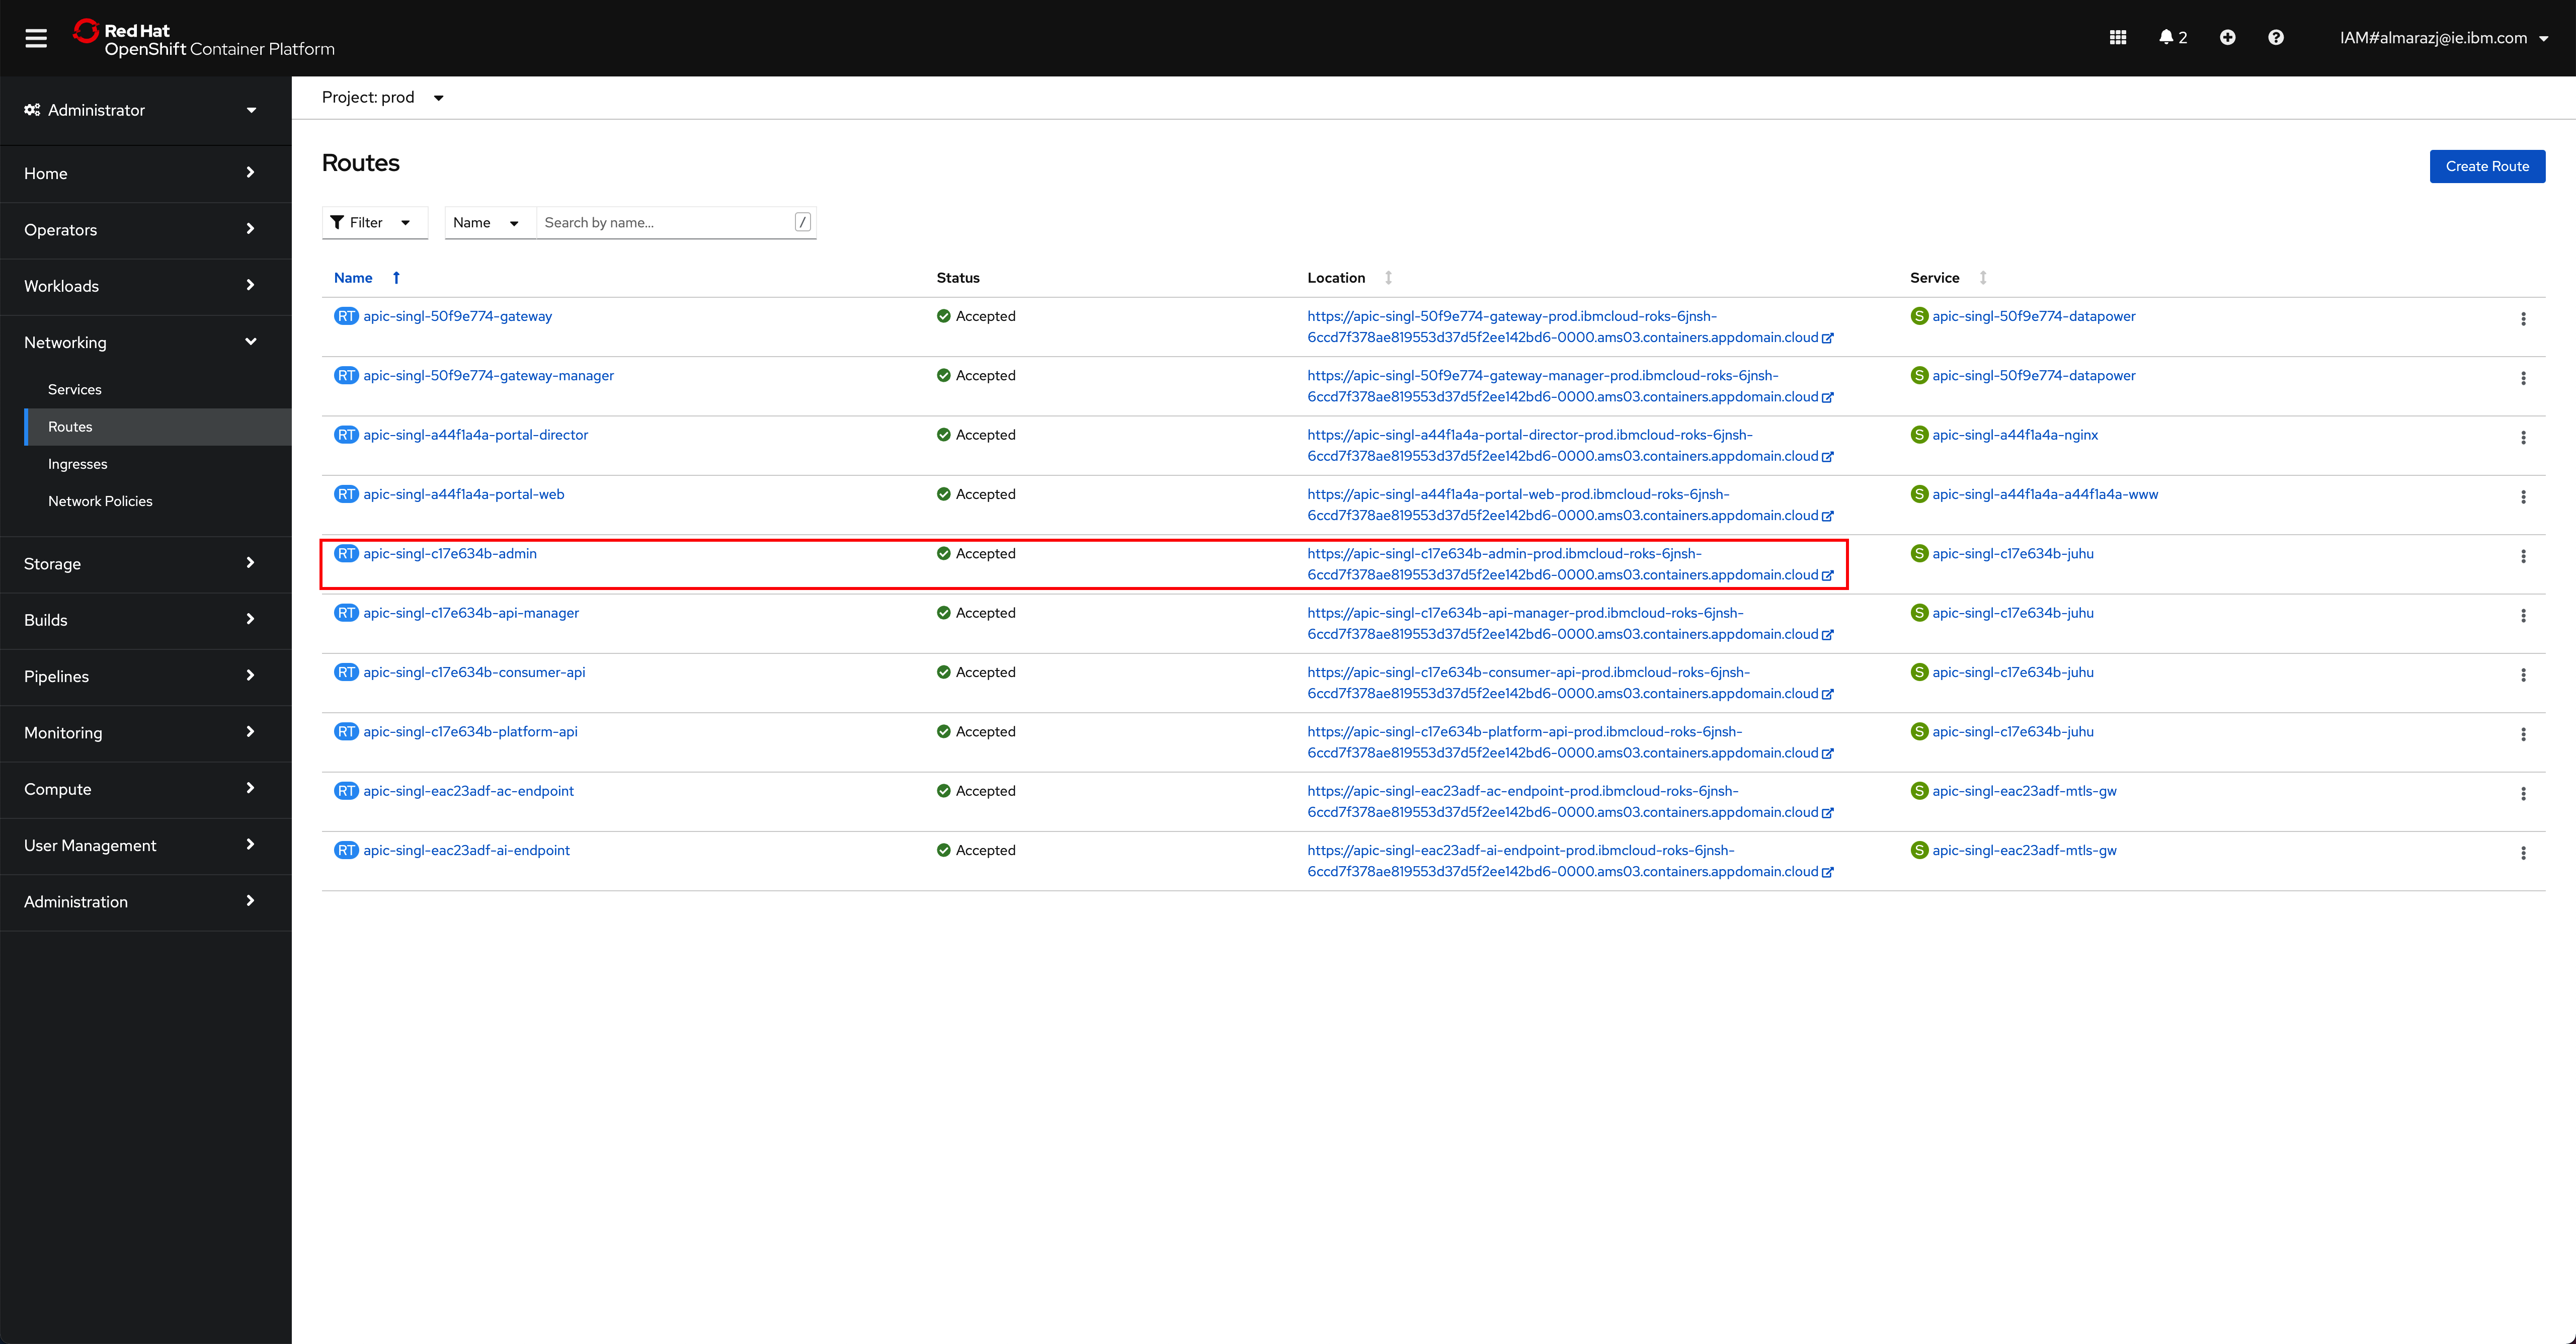 Red Hat
OpenShift Container Platform
2
IAM#almarazj@ie.ibm.com
Administrator
Home
Operators
Workloads
Networking
Services
Routes
Ingresses
Network Policies
Storage
Builds
Pipelines
Monitoring
Compute
User Management
Administration
Project: prod
Routes
Create Route
Filter
Name
Search by name...
/
Name
Status
Location
Service
RT apic-singl-50f9e774-gateway
Accepted
https://apic-singl-50f9e774-gateway-prod.ibmcloud-roks-6jnsh-
6ccd7f378ae819553d37d5f2ee142bd6-0000.ams03.containers.appdomain.cloud
S apic-singl-50f9e774-datapower
RT apic-singl-50f9e774-gateway-manager
Accepted
https://apic-singl-50f9e774-gateway-manager-prod.ibmcloud-roks-6jnsh-
6ccd7f378ae819553d37d5f2ee142bd6-0000.ams03.containers.appdomain.cloud
S apic-singl-50f9e774-datapower
RT apic-singl-a44f1a4a-portal-director
Accepted
https://apic-singl-a44f1a4a-portal-director-prod.ibmcloud-roks-6jnsh-
6ccd7f378ae819553d37d5f2ee142bd6-0000.ams03.containers.appdomain.cloud
S apic-singl-a44f1a4a-nginx
RT apic-singl-a44f1a4a-portal-web
Accepted
https://apic-singl-a44f1a4a-portal-web-prod.ibmcloud-roks-6jnsh-
6ccd7f378ae819553d37d5f2ee142bd6-0000.ams03.containers.appdomain.cloud
S apic-singl-a44f1a4a-a44f1a4a-www
RT apic-singl-c17e634b-admin
Accepted
https://apic-singl-c17e634b-admin-prod.ibmcloud-roks-6jnsh-
6ccd7f378ae819553d37d5f2ee142bd6-0000.ams03.containers.appdomain.cloud
S apic-singl-c17e634b-juhu
RT apic-singl-c17e634b-api-manager
Accepted
https://apic-singl-c17e634b-api-manager-prod.ibmcloud-roks-6jnsh-
6ccd7f378ae819553d37d5f2ee142bd6-0000.ams03.containers.appdomain.cloud
S apic-singl-c17e634b-juhu
RT apic-singl-c17e634b-consumer-api
Accepted
https://apic-singl-c17e634b-consumer-api-prod.ibmcloud-roks-6jnsh-
6ccd7f378ae819553d37d5f2ee142bd6-0000.ams03.containers.appdomain.cloud
S apic-singl-c17e634b-juhu
RT apic-singl-c17e634b-platform-api
Accepted
https://apic-singl-c17e634b-platform-api-prod.ibmcloud-roks-6jnsh-
6ccd7f378ae819553d37d5f2ee142bd6-0000.ams03.containers.appdomain.cloud
S apic-singl-c17e634b-juhu
RT apic-singl-eac23adf-ac-endpoint
Accepted
https://apic-singl-eac23adf-ac-endpoint-prod.ibmcloud-roks-6jnsh-
6ccd7f378ae819553d37d5f2ee142bd6-0000.ams03.containers.appdomain.cloud
S apic-singl-eac23adf-mtls-gw
RT apic-singl-eac23adf-ai-endpoint
Accepted
https://apic-singl-eac23adf-ai-endpoint-prod.ibmcloud-roks-6jnsh-
6ccd7f378ae819553d37d5f2ee142bd6-0000.ams03.containers.appdomain.cloud
S apic-singl-eac23adf-mtls-gw